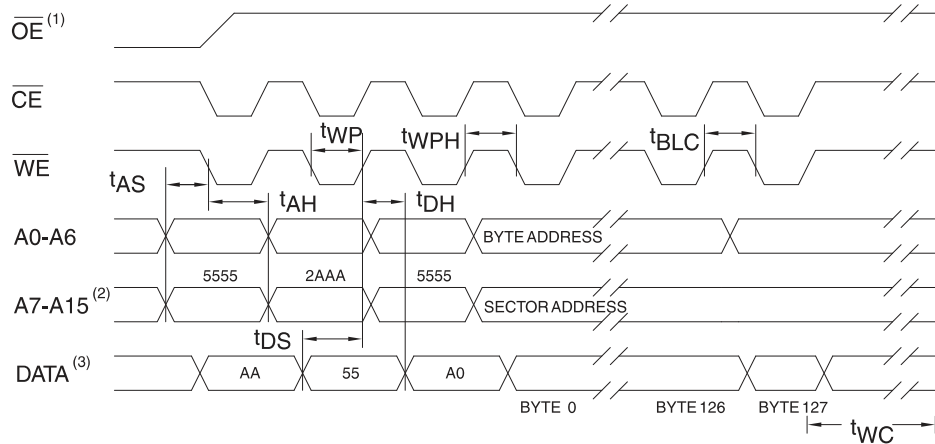 OE (1)
CE
tWP
tWPH
tBLC
WE
tAS
tAH
tDH
A0-A6
BYTE ADDRESS
5555
2AAA
5555
A7-A15 (2)
SECTOR ADDRESS
tDS
DATA (3)
AA
55
A0
BYTE 0
BYTE 126
BYTE 127
tWC